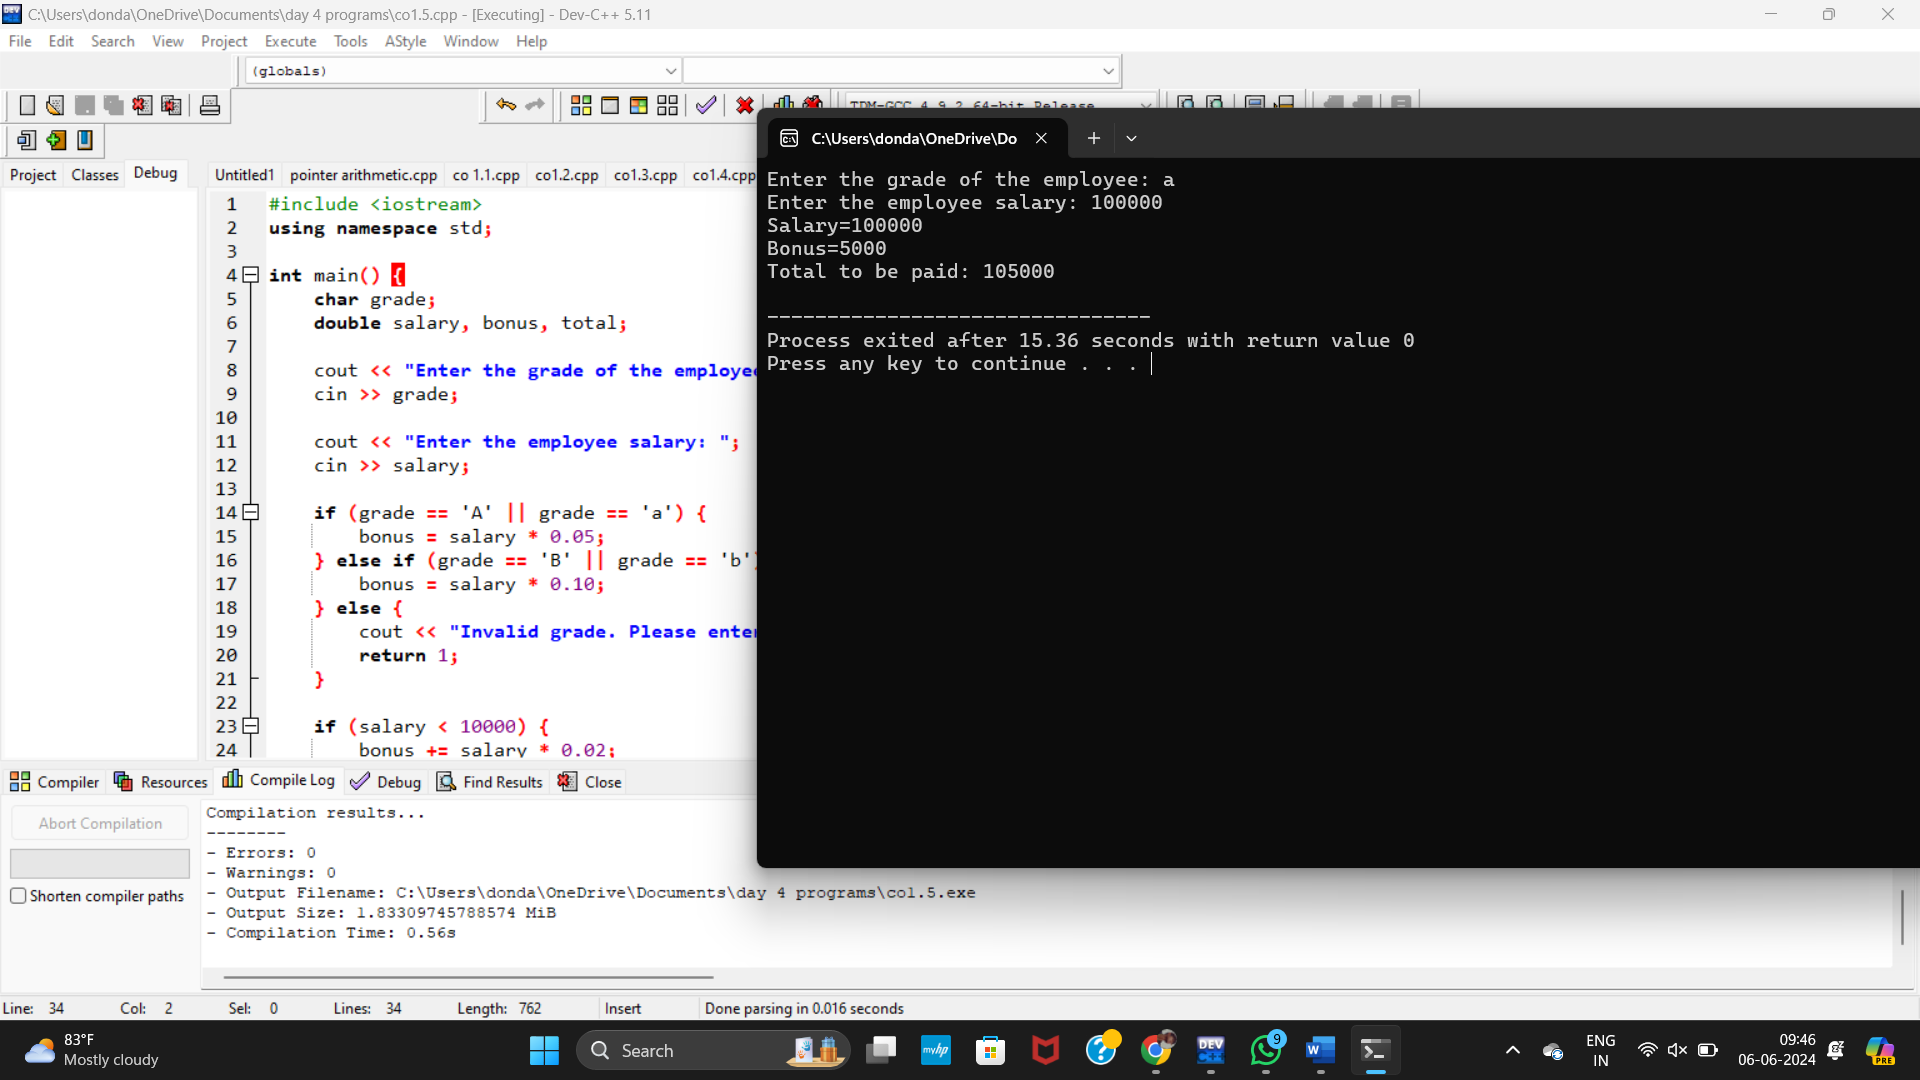 C:\Users\donda\OneDrive\Documents\day 4 programs\co1.5.cpp - [Executing] - Dev-C++ 5.11
File Edit Search View Project Execute Tools AStyle Window Help
(globals)
TDM-GCC 4.9.2 64-bit Release
Project Classes Debug
Untitled1 pointer arithmetic.cpp co 1.1.cpp co1.2.cpp co1.3.cpp co1.4.cpp
1 #include <iostream>
2 using namespace std;
3
4 int main() {
5 char grade;
6 double salary, bonus, total;
7
8 cout << "Enter the grade of the employe
9 cin >> grade;
10
11 cout << "Enter the employee salary: ";
12 cin >> salary;
13
14 if (grade == 'A' || grade == 'a') {
15 bonus = salary * 0.05;
16 } else if (grade == 'B' || grade == 'b'
17 bonus = salary * 0.10;
18 } else {
19 cout << "Invalid grade. Please enter
20 return 1;
21 }
22
23 if (salary < 10000) {
24 bonus += salary * 0.02;
C:\Users\donda\OneDrive\Do
Enter the grade of the employee: a
Enter the employee salary: 100000
Salary=100000
Bonus=5000
Total to be paid: 105000
--------------------------------
Process exited after 15.36 seconds with return value 0
Press any key to continue . . .
Compiler Resources Compile Log Debug Find Results Close
Abort Compilation
Shorten compiler paths
Compilation results...
--------
- Errors: 0
- Warnings: 0
- Output Filename: C:\Users\donda\OneDrive\Documents\day 4 programs\co1.5.exe
- Output Size: 1.83309745788574 MiB
- Compilation Time: 0.56s
Line: 34 Col: 2 Sel: 0 Lines: 34 Length: 762 Insert Done parsing in 0.016 seconds
83°F
Mostly cloudy
Search
myhp
DEV
9
W
ENG
IN
09:46
06-06-2024
PRE